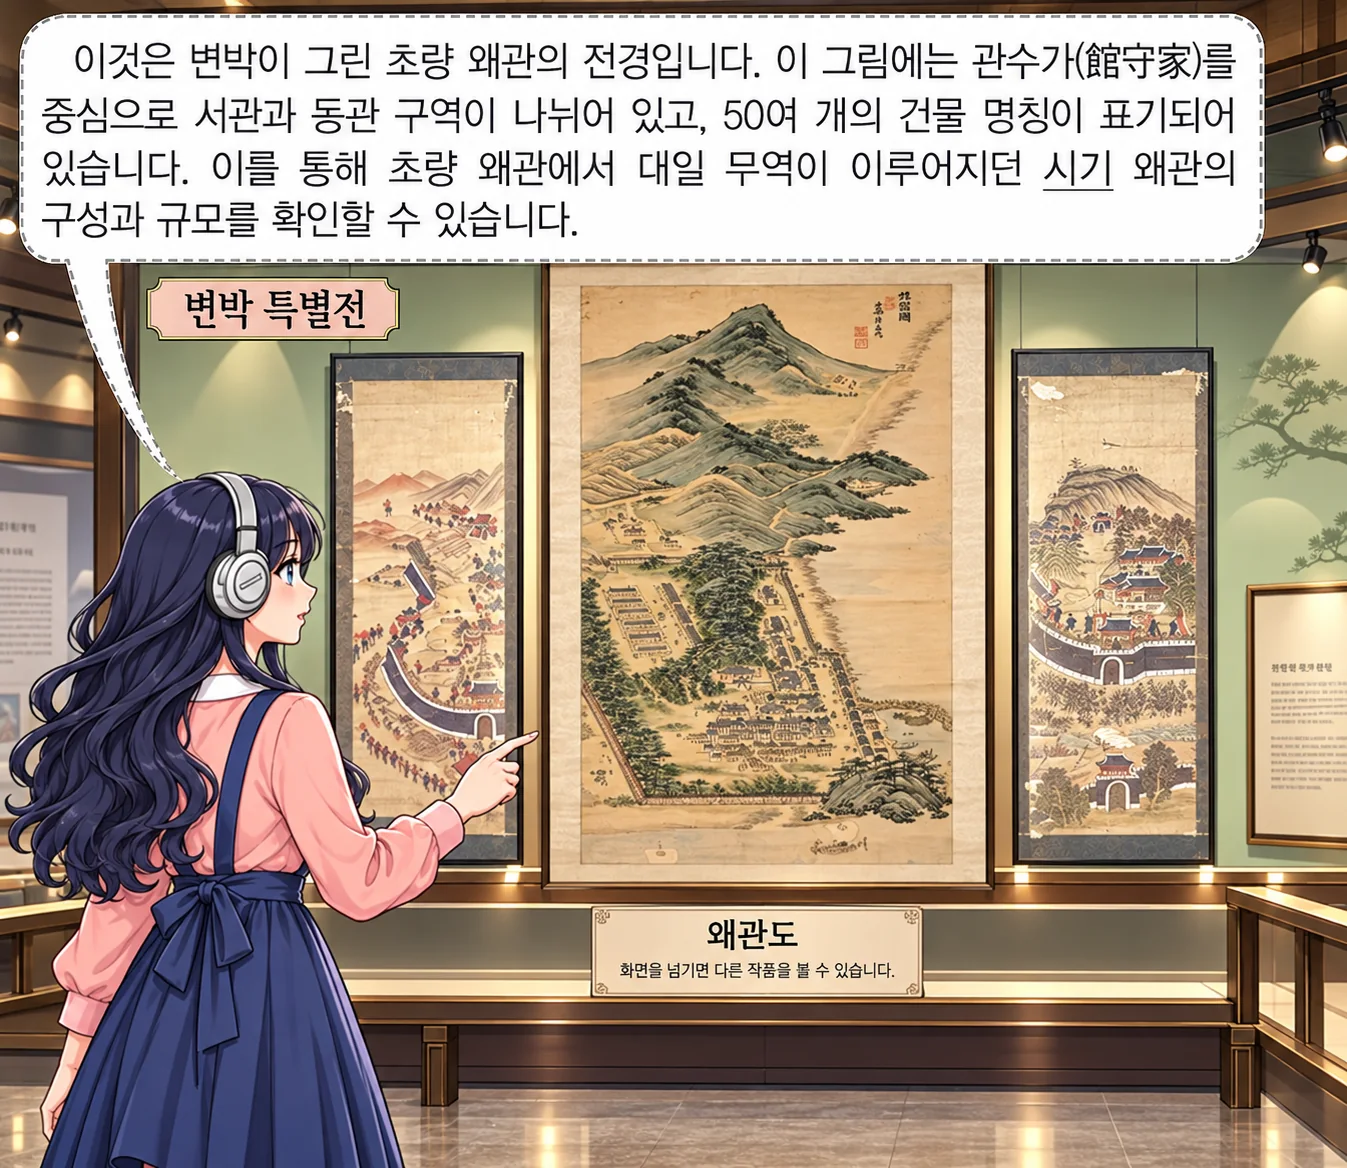 이것은 변박이 그린 초량 왜관의 전경입니다. 이 그림에는 관수가(館守家)를
중심으로 서관과 동관 구역이 나뉘어 있고, 50여 개의 건물 명칭이 표기되어
있습니다. 이를 통해 초량 왜관에서 대일 무역이 이루어지던 시기 왜관의
구성과 규모를 확인할 수 있습니다.
변박 특별전
왜관도
화면을 넘기면 다른 작품을 볼 수 있습니다.